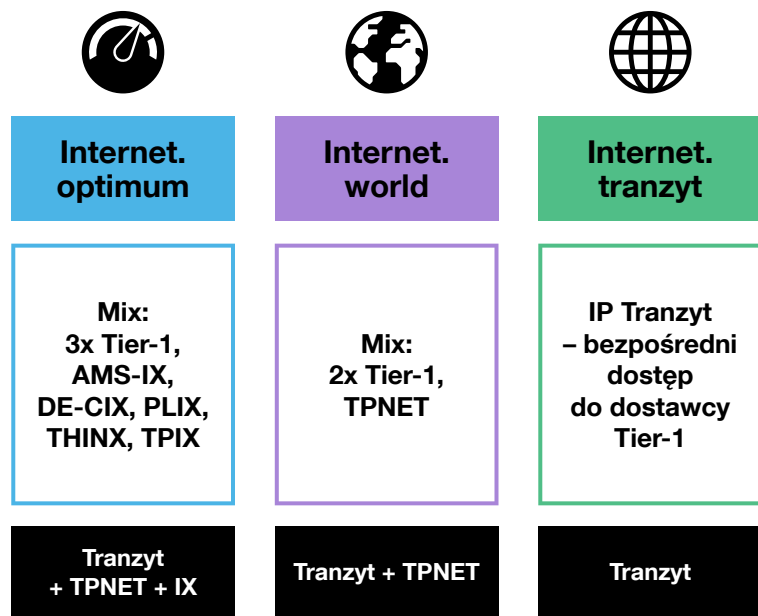 Internet.
optimum
Internet.
world
Internet.
tranzyt
Mix:
3x Tier-1,
AMS-IX,
DE-CIX, PLIX,
THINX, TPIX
Mix:
2x Tier-1,
TPNET
IP Tranzyt
– bezpośredni
dostęp
do dostawcy
Tier-1
Tranzyt
+ TPNET + IX
Tranzyt + TPNET
Tranzyt